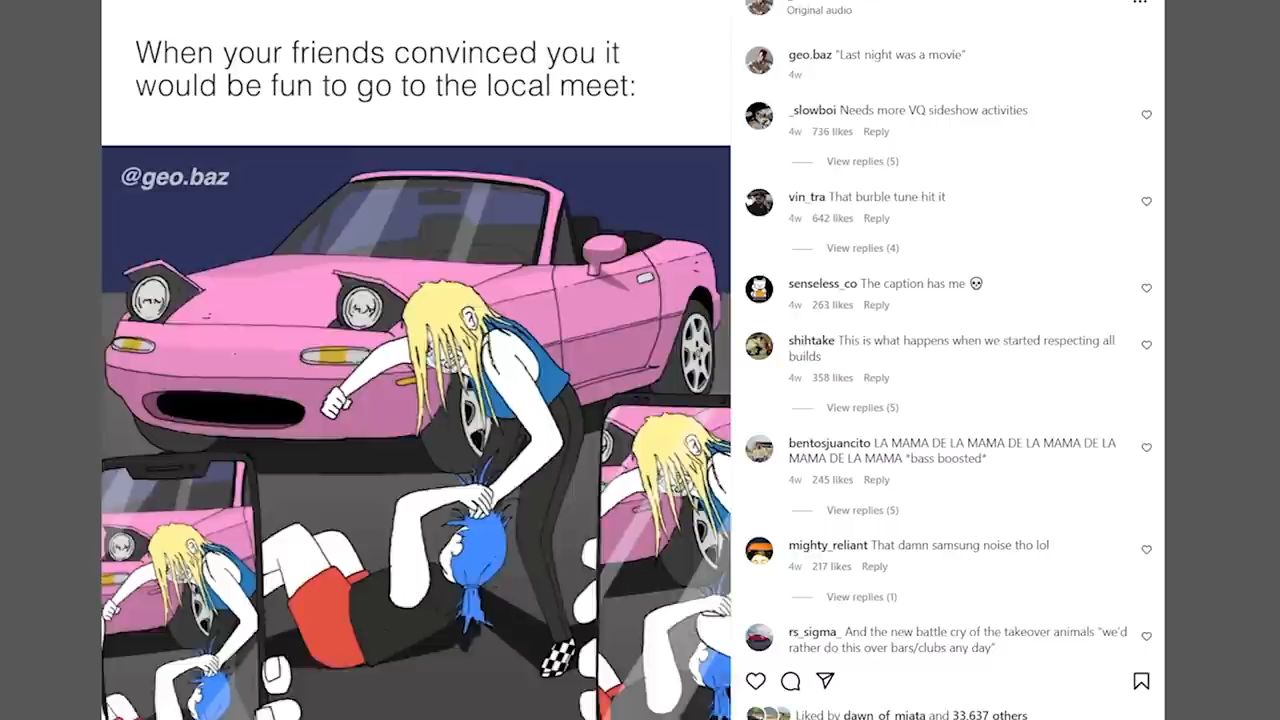 When your friends convinced you it
would be fun to go to the local meet:
@geo.baz
Original audio
geo.baz "Last night was a movie"
4w
_slowboi Needs more VQ sideshow activities
4w 736 likes Reply
View replies (5)
vin_tra That burble tune hit it
4w 642 likes Reply
View replies (4)
senseless_co The caption has me 💀
4w 263 likes Reply
shihtake This is what happens when we started respecting all
builds
4w 358 likes Reply
View replies (5)
bentosjuancito LA MAMA DE LA MAMA DE LA MAMA DE LA
MAMA DE LA MAMA *bass boosted*
4w 245 likes Reply
View replies (5)
mighty_reliant That damn samsung noise tho lol
4w 217 likes Reply
View replies (1)
rs_sigma_ And the new battle cry of the takeover animals "we'd
rather do this over bars/clubs any day"
Liked by dawn_of_miata and 33,637 others